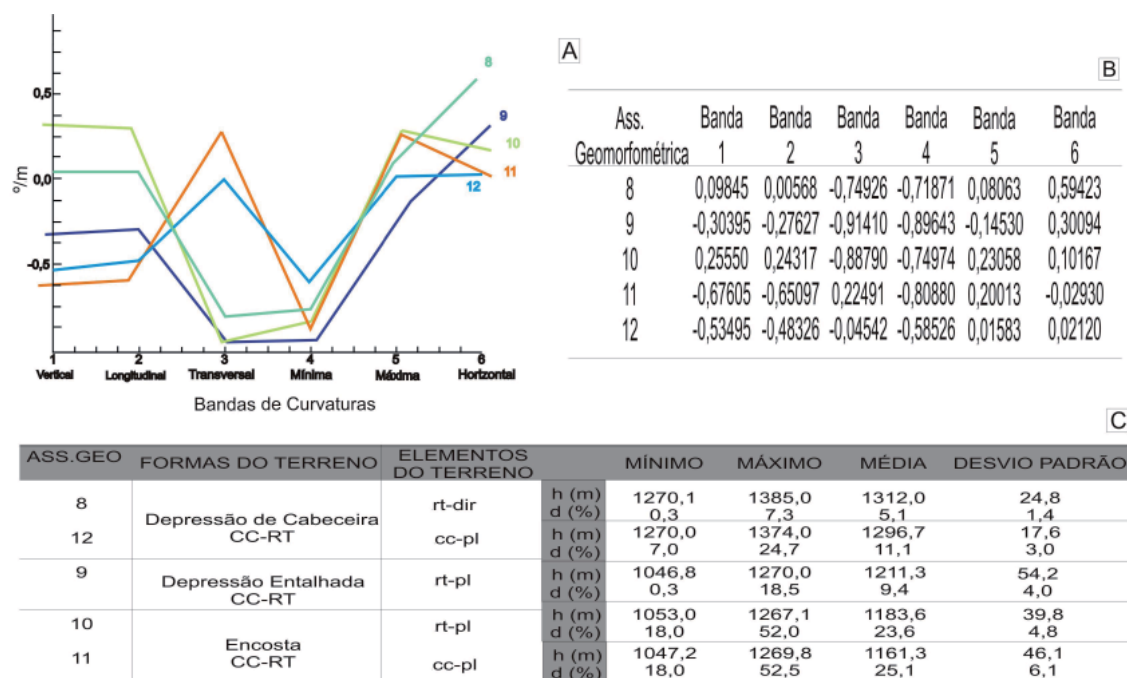 A
B
0,5
0,0
-0,5
°/m
8
9
10
11
12
1 2 3 4 5 6
Vertical Longitudinal Transversal Mínima Máxima Horizontal
Bandas de Curvaturas
Ass. Banda Banda Banda Banda Banda Banda
Geomorfométrica 1 2 3 4 5 6
8 0,09845 0,00568 -0,74926 -0,71871 0,08063 0,59423
9 -0,30395 -0,27627 -0,91410 -0,89643 -0,14530 0,30094
10 0,25550 0,24317 -0,88790 -0,74974 0,23058 0,10167
11 -0,67605 -0,65097 0,22491 -0,80880 0,20013 -0,02930
12 -0,53495 -0,48326 -0,04542 -0,58526 0,01583 0,02120
C
ASS.GEO FORMAS DO TERRENO ELEMENTOS DO TERRENO MÍNIMO MÁXIMO MÉDIA DESVIO PADRÃO
8 rt-dir h (m) 1270,1 1385,0 1312,0 24,8
d (%) 0,3 7,3 5,1 1,4
Depressão de Cabeceira
CC-RT
12 cc-pl h (m) 1270,0 1374,0 1296,7 17,6
d (%) 7,0 24,7 11,1 3,0
9 Depressão Entalhada rt-pl h (m) 1046,8 1270,0 1211,3 54,2
CC-RT d (%) 0,3 18,5 9,4 4,0
10 rt-pl h (m) 1053,0 1267,1 1183,6 39,8
d (%) 18,0 52,0 23,6 4,8
Encosta
CC-RT
11 cc-pl h (m) 1047,2 1269,8 1161,3 46,1
d (%) 18,0 52,5 25,1 6,1